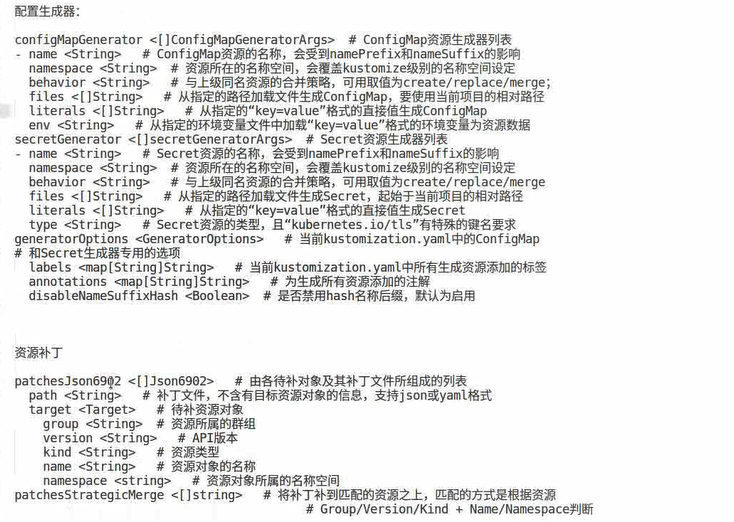 配置生成器：
configMapGenerator <[]ConfigMapGeneratorArgs>  # ConfigMap资源生成器列表
- name <String>   # ConfigMap资源的名称，会受到namePrefix和nameSuffix的影响
  namespace <String>  # 资源所在的名称空间，会覆盖kustomize级别的名称空间设定
  behavior <String>  # 与上级同名资源的合并策略，可用取值为create/replace/merge;
  files <[]String>   # 从指定的路径加载文件生成ConfigMap，要使用当前项目的相对路径
  literals <[]String>   # 从指定的“key=value”格式的直接值生成ConfigMap
  env <String>   # 从指定的环境变量文件中加载“key=value”格式的环境变量为资源数据
secretGenerator <[]secretGeneratorArgs>  # Secret资源生成器列表
- name <String>   # Secret资源的名称，会受到namePrefix和nameSuffix的影响
  namespace <String>  # 资源所在的名称空间，会覆盖kustomize级别的名称空间设定
  behavior <String>  # 与上级同名资源的合并策略，可用取值为create/replace/merge
  files <[]String>   # 从指定的路径加载文件生成Secret，起始于当前项目的相对路径
  literals <[]String>   # 从指定的“key=value”格式的直接值生成Secret
  type <String>   # Secret资源的类型，且“kubernetes.io/tls”有特殊的键名要求
generatorOptions <GeneratorOptions>   # 当前kustomization.yaml中的ConfigMap
# 和Secret生成器专用的选项
  labels <map[String]String>   # 当前kustomization.yaml中所有生成资源添加的标签
  annotations <map[String]String>   # 为生成所有资源添加的注解
  disableNameSuffixHash <Boolean>  # 是否禁用hash名称后缀，默认为启用
资源补丁
patchesJson6902 <[]Json6902>   # 由各待补对象及其补丁文件所组成的列表
  path <String>   # 补丁文件，不含有目标资源对象的信息，支持json或yaml格式
  target <Target>   # 待补资源对象
    group <String>  # 资源所属的群组
    version <String>   # API版本
    kind <String>  # 资源类型
    name <String>  # 资源对象的名称
    namespace <string>   # 资源对象所属的名称空间
patchesStrategicMerge <[]string>   # 将补丁补到匹配的资源之上，匹配的方式是根据资源
# Group/Version/Kind + Name/Namespace判断